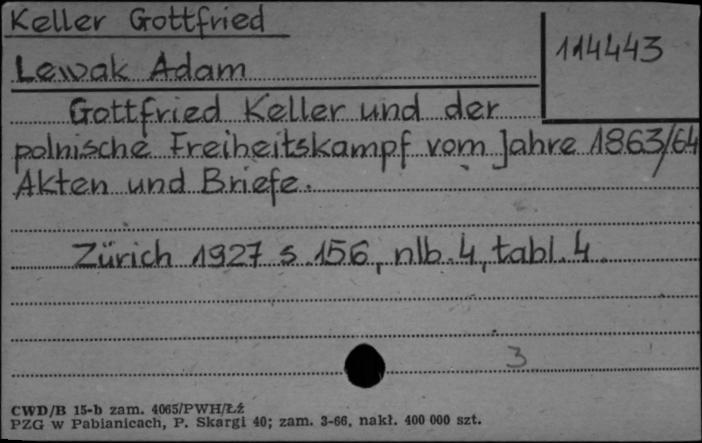 Keller Gottfried
114443
Lewak Adam
Gottfried Keller und der
polnische Freiheitskampf vom Jahre 1863/64
Akten und Briefe.
Zürich 1927 s. 156, nlb. 4, tabl. 4.
3
CWD/B 15-b zam. 4065/PWH/Łź
PZG w Pabianicach, P. Skargi 40; zam. 3-66, nakł. 400 000 szt.